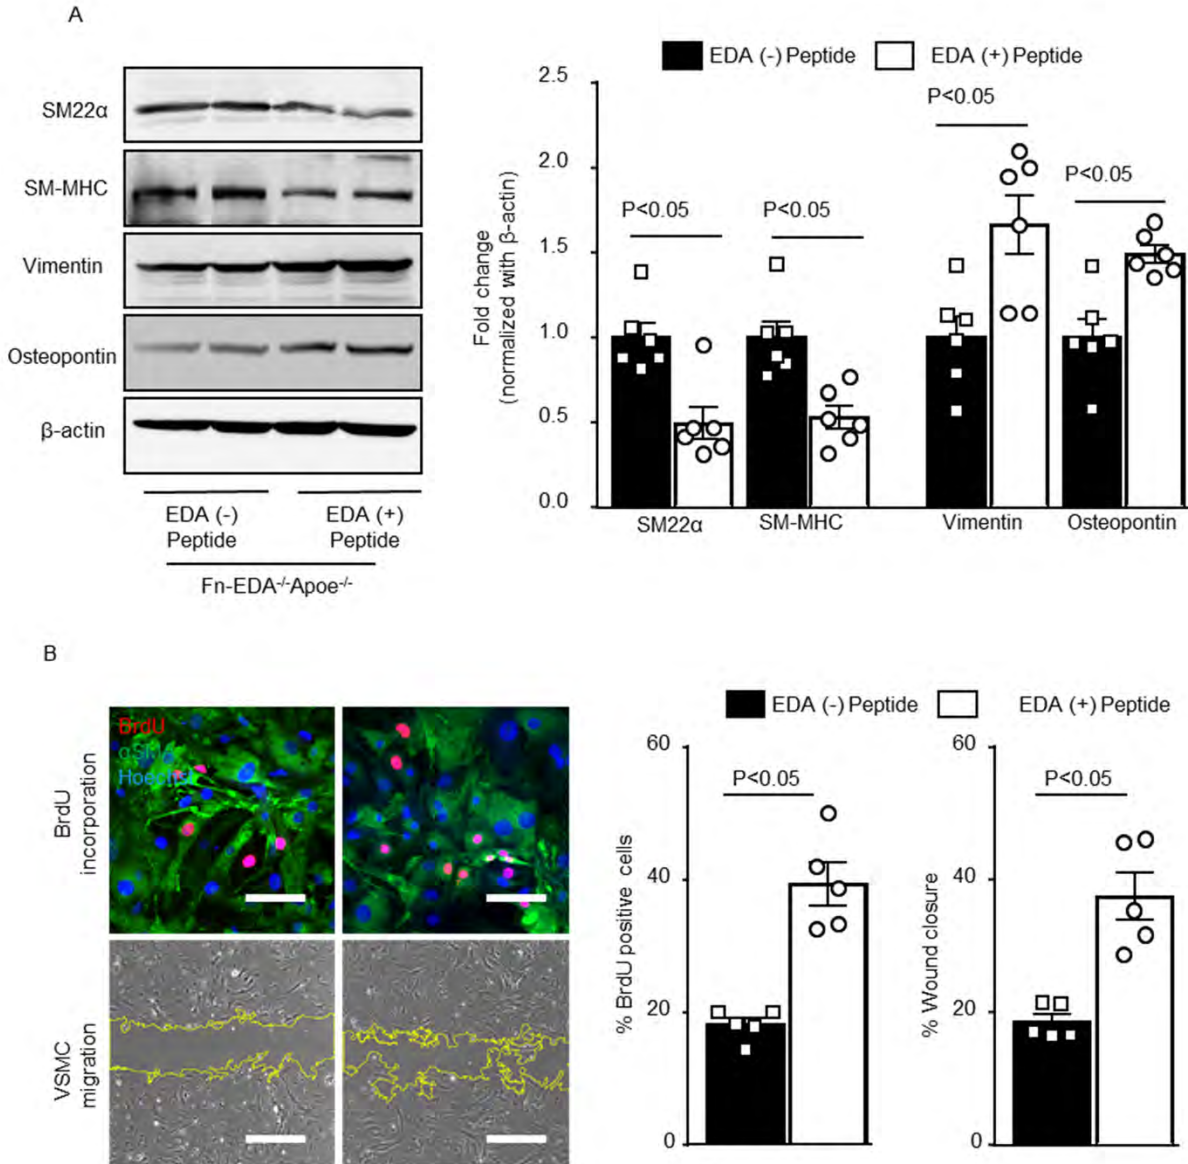 A
SM22α
SM-MHC
Vimentin
Osteopontin
β-actin
EDA (-)
Peptide
EDA (+)
Peptide
Fn-EDA-/-Apoe-/-
EDA (-) Peptide
EDA (+) Peptide
Fold change
(normalized with β-actin)
2.5
2.0
1.5
1.0
0.5
0.0
P<0.05
P<0.05
P<0.05
P<0.05
SM22α
SM-MHC
Vimentin
Osteopontin
B
BrdU
incorporation
BrdU
Hoechst
VSMC
migration
EDA (-) Peptide
EDA (+) Peptide
% BrdU positive cells
60
40
20
0
P<0.05
% Wound closure
60
40
20
0
P<0.05